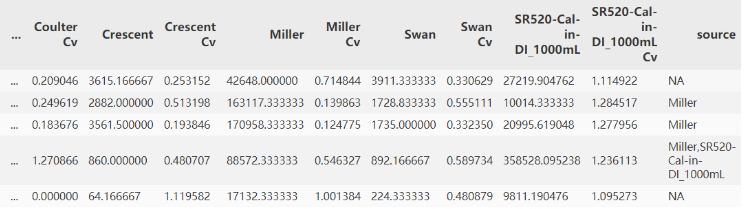 ... Coulter Cv Crescent Crescent Cv Miller Miller Cv Swan Swan Cv SR520-Cal-in-DI_1000mL SR520-Cal-in-DI_1000mL Cv source
... 0.209046 3615.166667 0.253152 42648.000000 0.714844 3911.333333 0.330629 27219.904762 1.114922 NA
... 0.249619 2882.000000 0.513198 163117.333333 0.139863 1728.833333 0.555111 10014.333333 1.284517 Miller
... 0.183676 3561.500000 0.193846 170958.333333 0.124775 1735.000000 0.332350 20995.619048 1.277956 Miller
... 1.270866 860.000000 0.480707 88572.333333 0.546327 892.166667 0.589734 358528.095238 1.236113 Miller,SR520-Cal-in-DI_1000mL
... 0.000000 64.166667 1.119582 17132.333333 1.001384 224.333333 0.480879 9811.190476 1.095273 NA